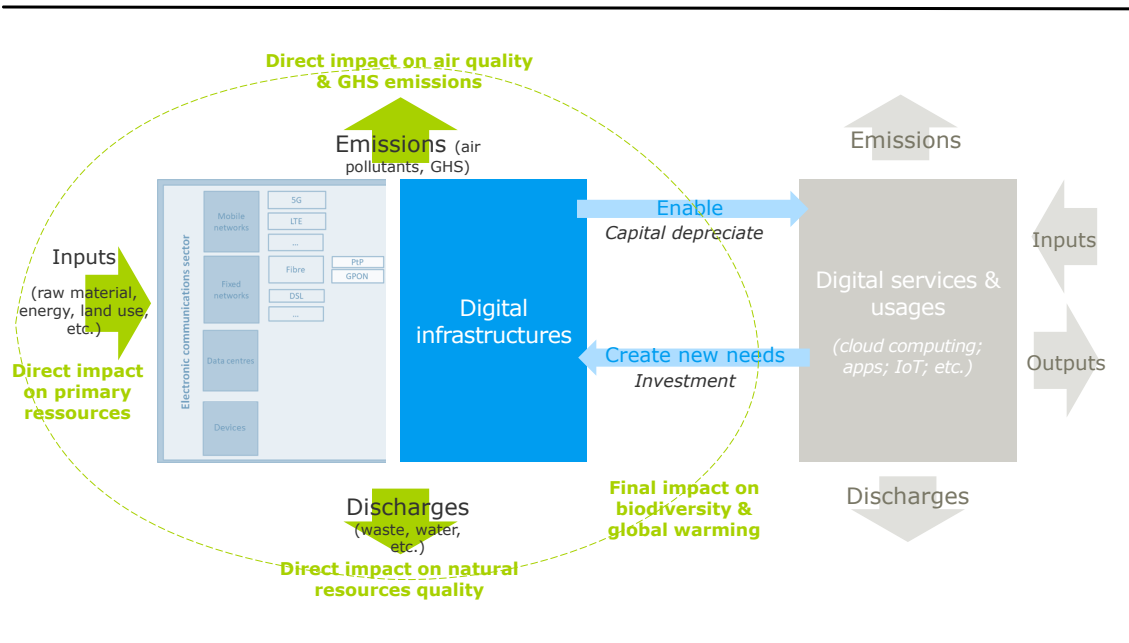 Direct impact on air quality
& GHS emissions
Emissions (air
pollutants, GHS)
Inputs
(raw material,
energy, land use,
etc.)
Direct impact
on primary
ressources
Electronic communications sector
Mobile
networks
5G
LTE
...
Fixed
networks
Fibre
PtP
GPON
DSL
...
Data centres
Devices
Digital
infrastructures
Enable
Capital depreciate
Create new needs
Investment
Discharges
(waste, water,
etc.)
Direct impact on natural
resources quality
Final impact on
biodiversity &
global warming
Emissions
Digital services &
usages
(cloud computing;
apps; IoT; etc.)
Inputs
Outputs
Discharges